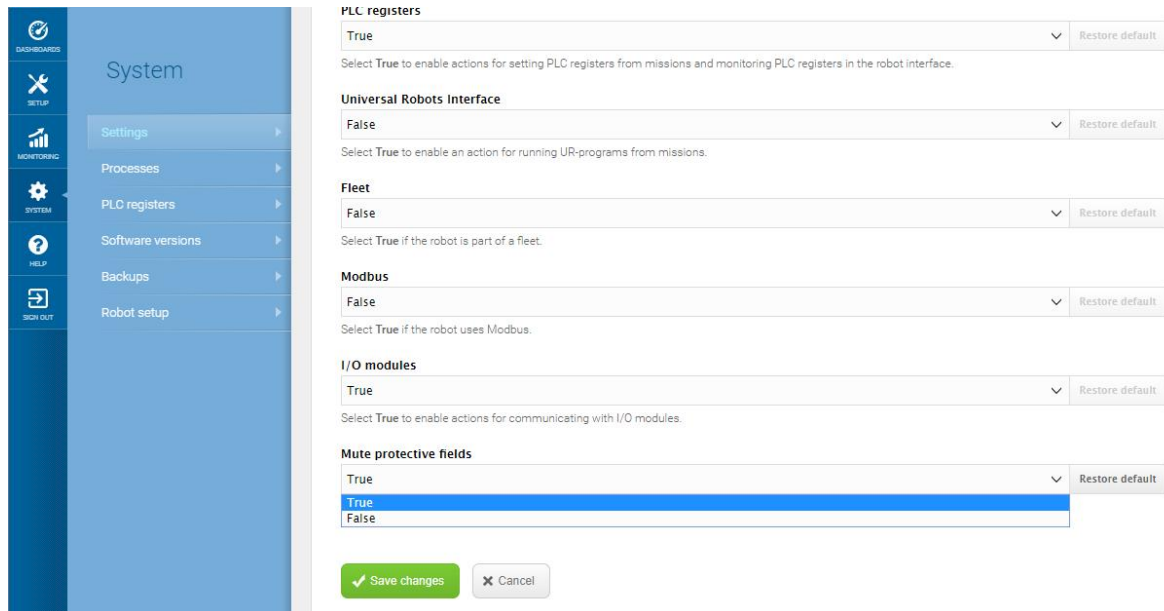 DASHBOARDS
SETUP
MONITORING
SYSTEM
HELP
SIGN OUT
System
Settings
Processes
PLC registers
Software versions
Backups
Robot setup
PLC registers
True
Restore default
Select True to enable actions for setting PLC registers from missions and monitoring PLC registers in the robot interface.
Universal Robots Interface
False
Restore default
Select True to enable an action for running UR-programs from missions.
Fleet
False
Restore default
Select True if the robot is part of a fleet.
Modbus
False
Restore default
Select True if the robot uses Modbus.
I/O modules
True
Restore default
Select True to enable actions for communicating with I/O modules.
Mute protective fields
True
Restore default
True
False
Save changes
Cancel